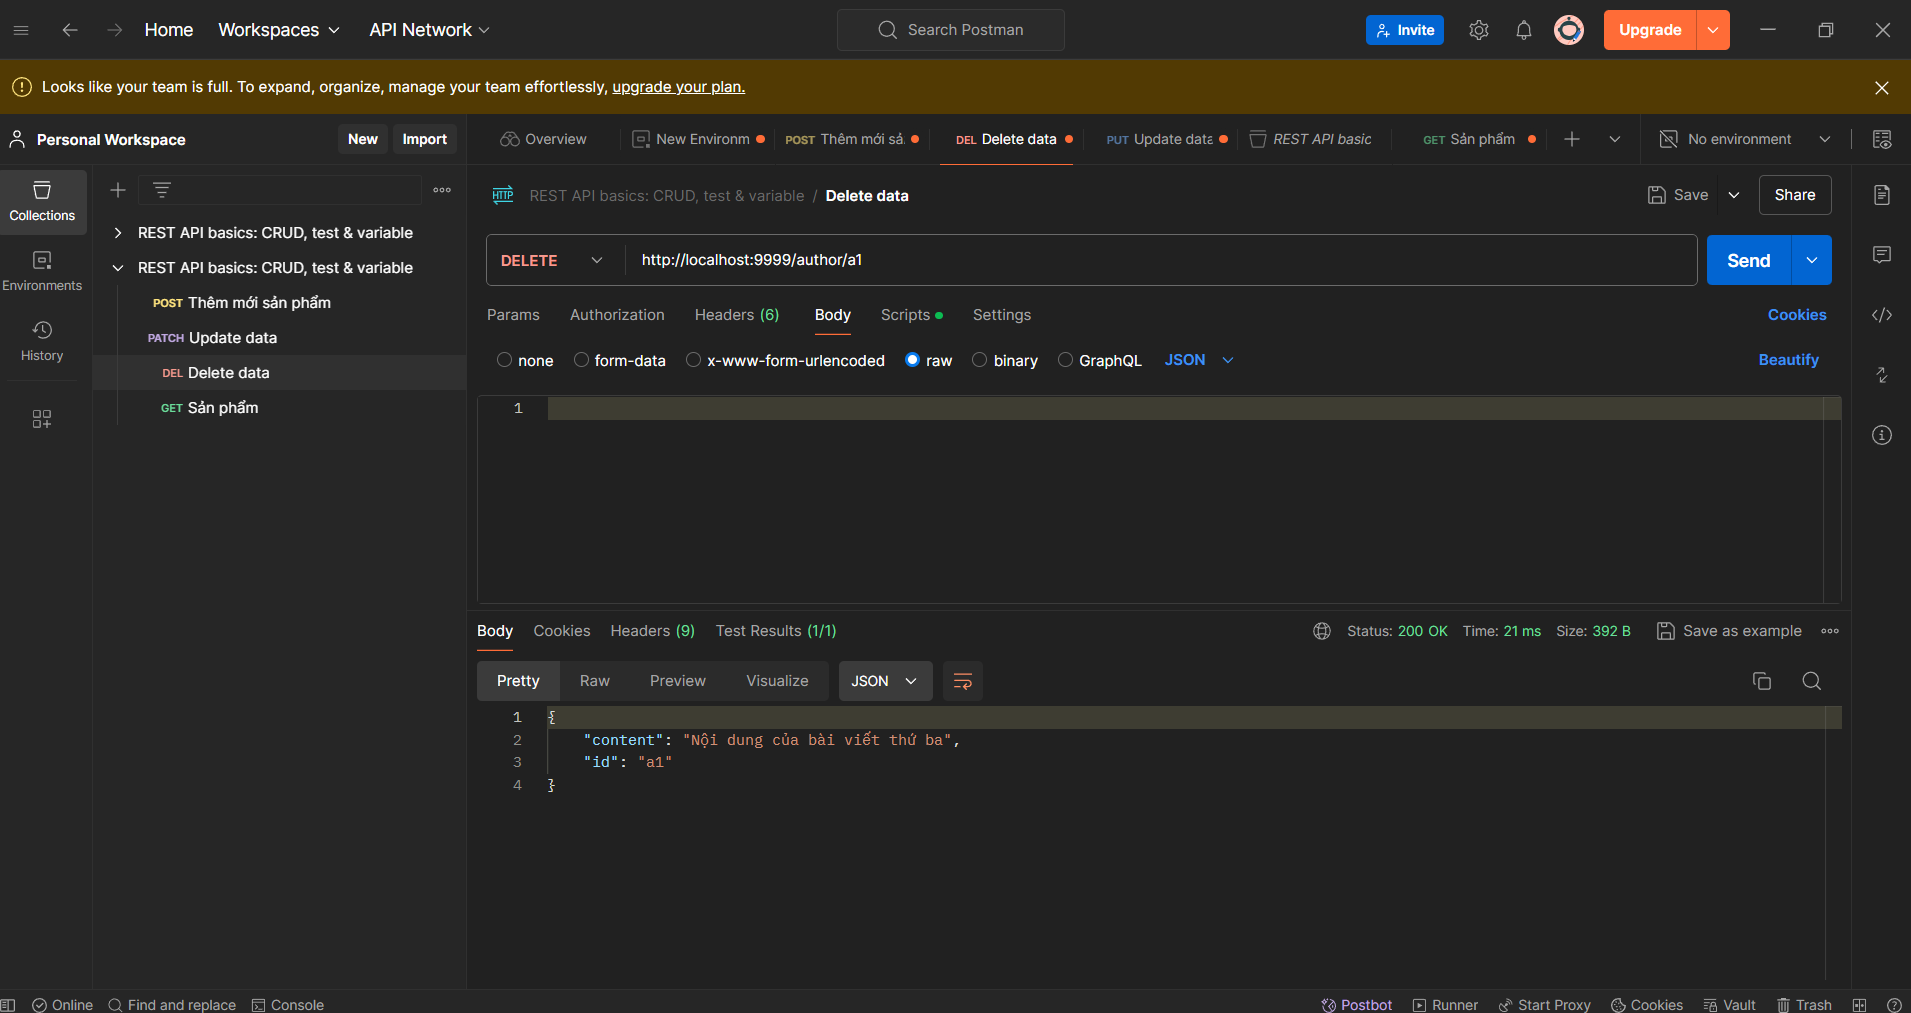 Home Workspaces API Network Search Postman Invite Upgrade
Looks like your team is full. To expand, organize, manage your team effortlessly, upgrade your plan.
Personal Workspace New Import
Overview New Environm POST Thêm mới sả. DEL Delete data PUT Update data GET Sản phẩm No environment
REST API basic
Collections
Environments
History
REST API basics: CRUD, test & variable
REST API basics: CRUD, test & variable
POST Thêm mới sản phẩm
PATCH Update data
DEL Delete data
GET Sản phẩm
HTTP REST API basics: CRUD, test & variable / Delete data Save Share
DELETE http://localhost:9999/author/a1 Send
Params Authorization Headers (6) Body Scripts Settings Cookies
none form-data x-www-form-urlencoded raw binary GraphQL JSON Beautify
1
Body Cookies Headers (9) Test Results (1/1) Status: 200 OK Time: 21 ms Size: 392 B Save as example
Pretty Raw Preview Visualize JSON
1 {
2 "content": "Nội dung của bài viết thứ ba",
3 "id": "a1"
4 }
Online Find and replace Console Postbot Runner Start Proxy Cookies Vault Trash